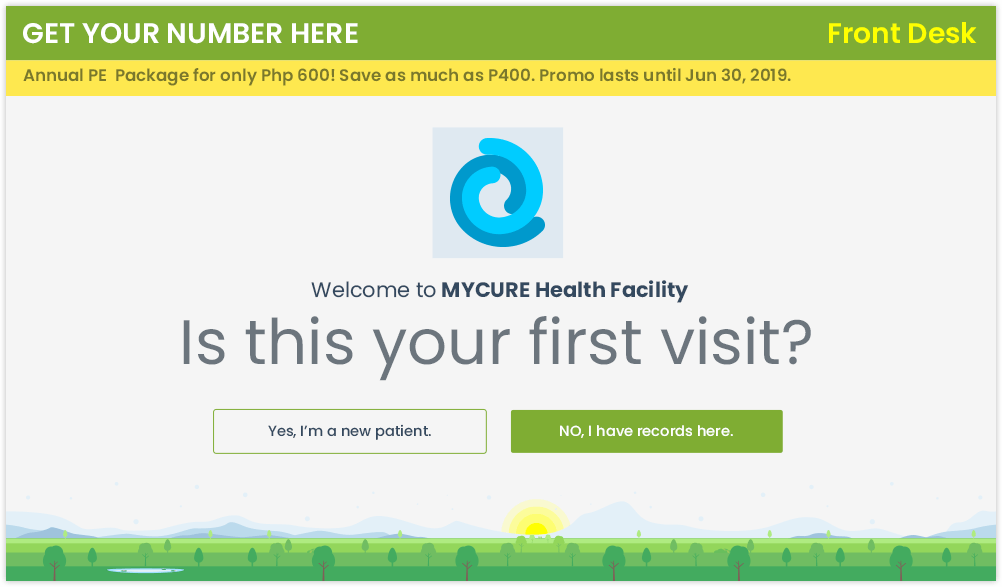 GET YOUR NUMBER HERE
Front Desk
Annual PE  Package for only Php 600! Save as much as P400. Promo lasts until Jun 30, 2019.
Welcome to MYCURE Health Facility
Is this your first visit?
Yes, I’m a new patient.
NO, I have records here.